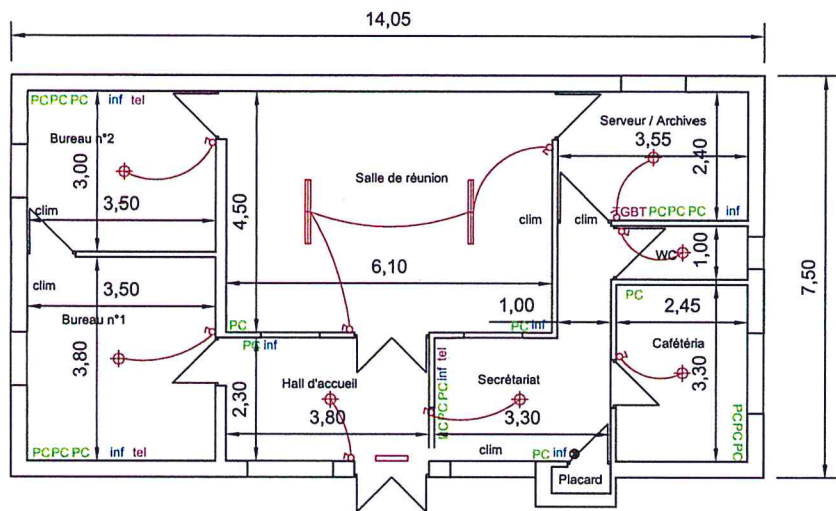 14,05
PC PC PC inf tel
Bureau n°2
3,00
3,50
clim
Salle de réunion
4,50
6,10
clim
PC
PC inf
Serveur / Archives
3,55
2,40
clim
TGBT PC PC PC inf
WC
1,00
7,50
clim
3,50
Bureau n°1
3,80
PC PC PC inf tel
PC inf
Hall d'accueil
2,30
3,80
PC PC PC inf tel
Secrétariat
3,30
1,00
clim
PC inf
Placard
PC
2,45
Cafétéria
3,30
PC PC PC